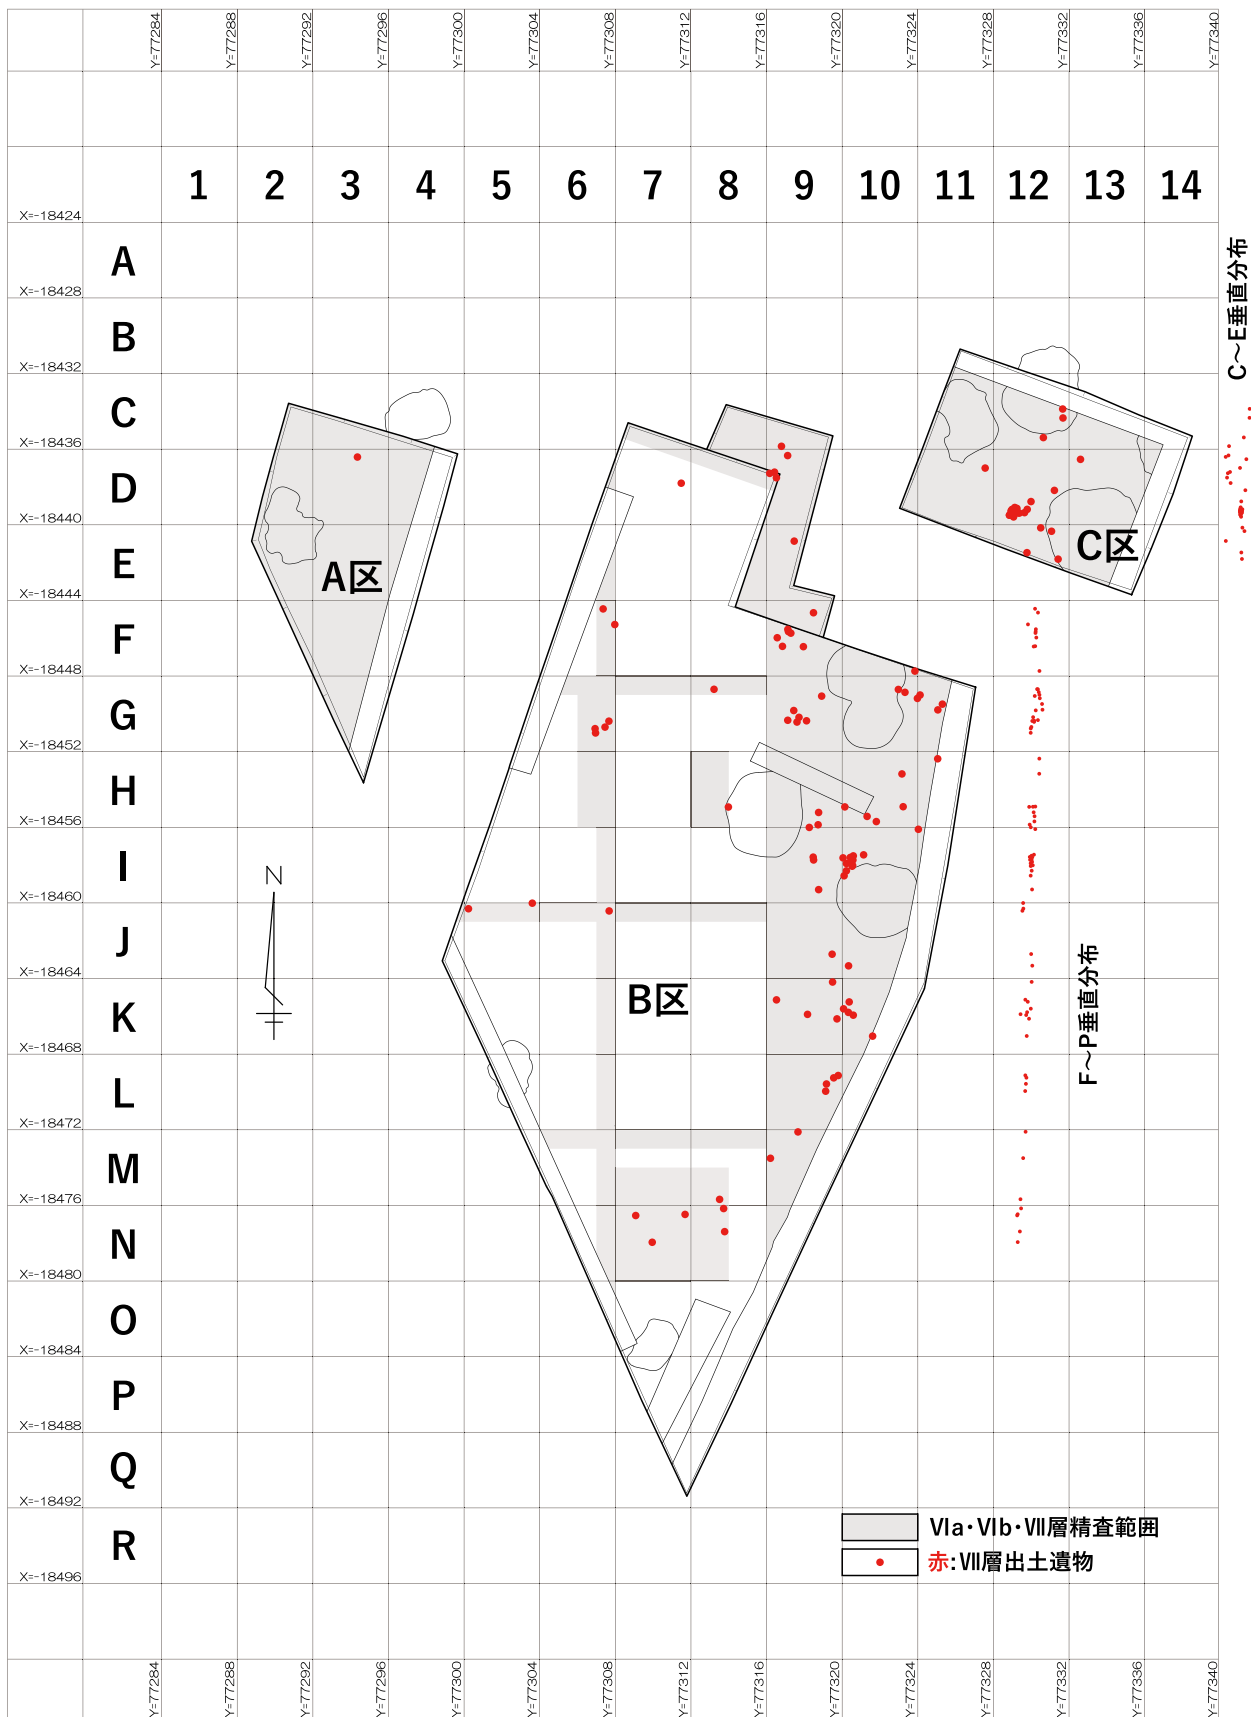 Y=77284 Y=77288 Y=77292 Y=77296 Y=77300 Y=77304 Y=77308 Y=77312 Y=77316 Y=77320 Y=77324 Y=77328 Y=77332 Y=77336 Y=77340
1 2 3 4 5 6 7 8 9 10 11 12 13 14
X=-18424
A
X=-18428
B
X=-18432
C
X=-18436
D
X=-18440
E
X=-18444
F
X=-18448
G
X=-18452
H
X=-18456
I
X=-18460
J
X=-18464
K
X=-18468
L
X=-18472
M
X=-18476
N
X=-18480
O
X=-18484
P
X=-18488
Q
X=-18492
R
X=-18496
A区
B区
C区
N
C～E垂直分布
F～P垂直分布
Ⅵa・Ⅵb・Ⅶ層精査範囲
赤:Ⅶ層出土遺物
Y=77284 Y=77288 Y=77292 Y=77296 Y=77300 Y=77304 Y=77308 Y=77312 Y=77316 Y=77320 Y=77324 Y=77328 Y=77332 Y=77336 Y=77340